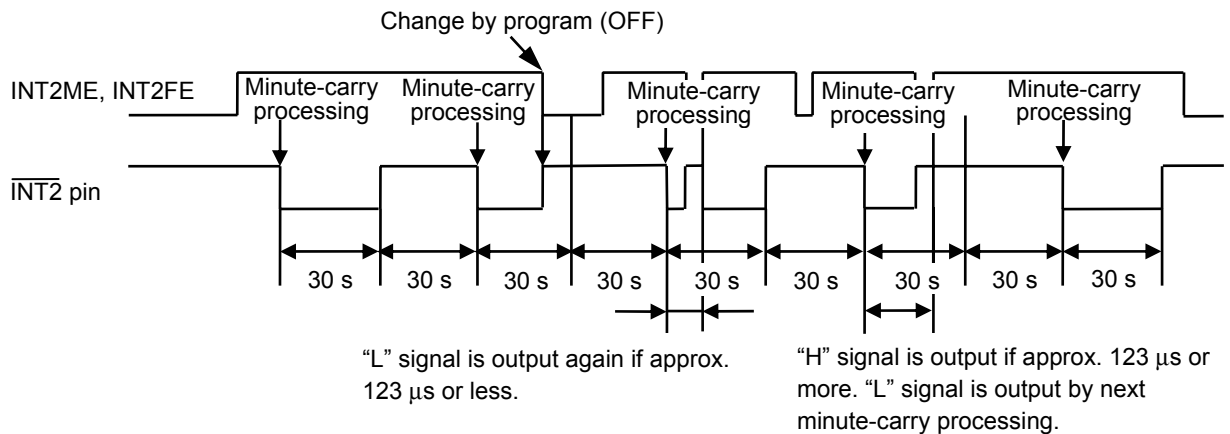 Change by program (OFF)
INT2ME, INT2FE
Minute-carry
processing
Minute-carry
processing
Minute-carry
processing
Minute-carry
processing
Minute-carry
processing
INT2 pin
30 s
30 s
30 s
30 s
30 s
30 s
30 s
30 s
30 s
“L” signal is output again if approx.
123 μs or less.
“H” signal is output if approx. 123 μs or
more. “L” signal is output by next
minute-carry processing.